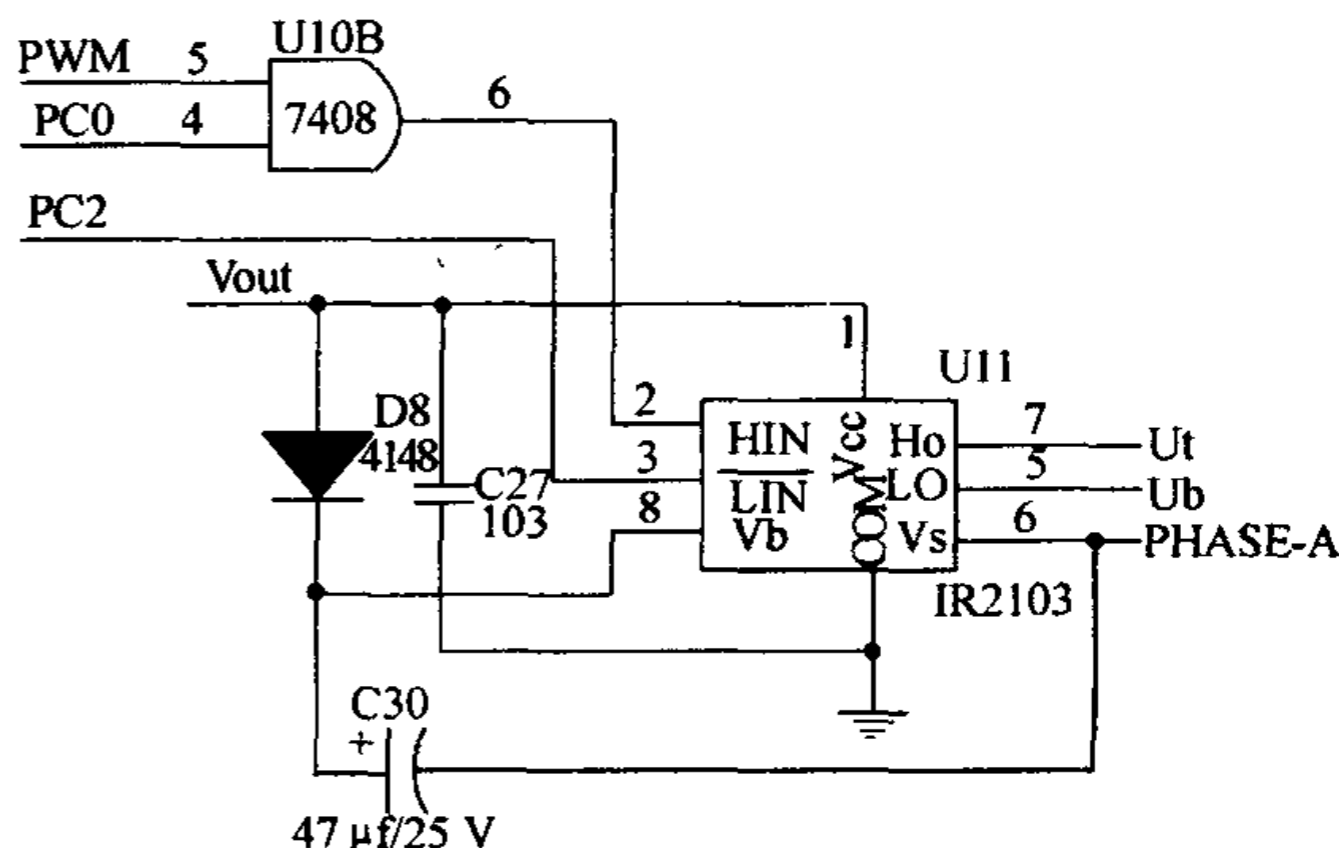 U10B
PWM 5
7408
6
PC0 4
PC2
Vout
1
U11
D8
4148
C27
103
2
3
8
HIN
LIN
Vb
Vcc
COM
Ho
LO
Vs
7
5
6
Ut
Ub
PHASE-A
IR2103
C30
+
47 μf/25 V